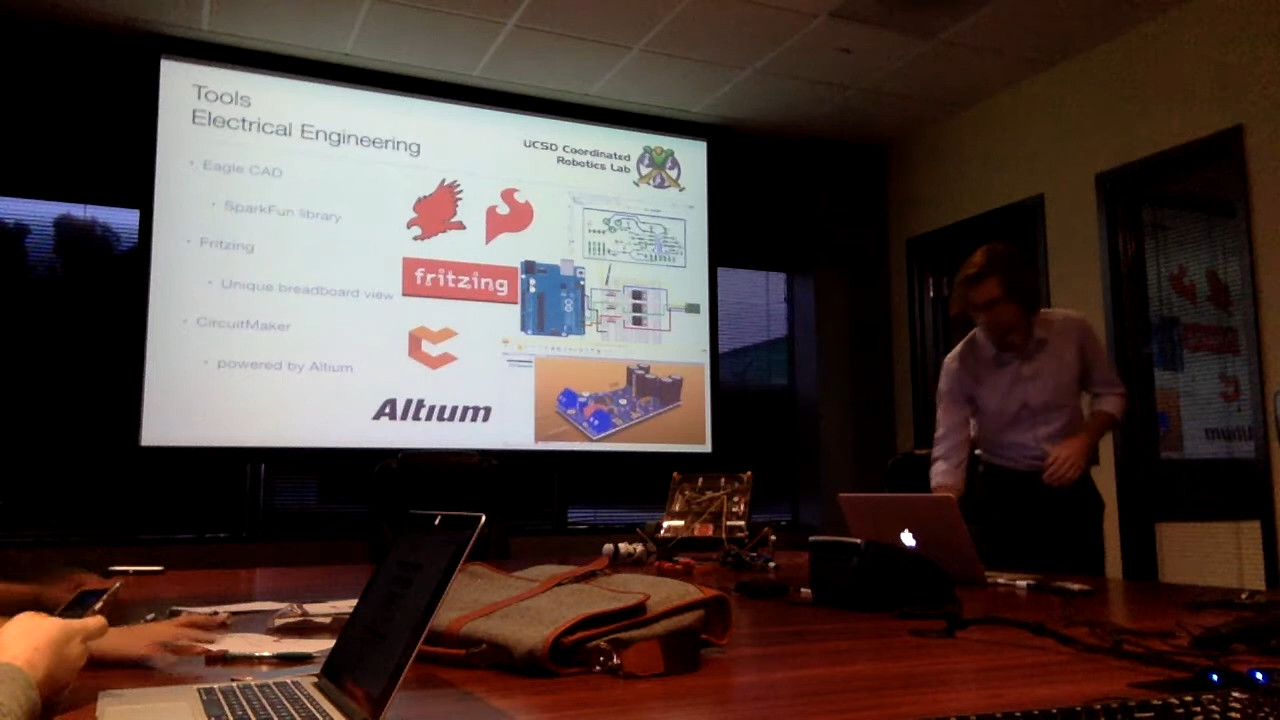 Tools
Electrical Engineering
UCSD Coordinated
Robotics Lab
• Eagle CAD
• SparkFun library
• Fritzing
fritzing
• Unique breadboard view
• CircuitMaker
• powered by Altium
Altium